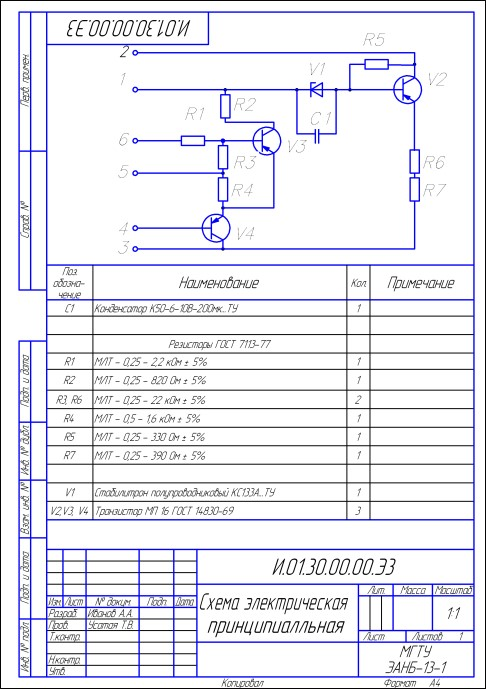 И.01.30.00.00.ЭЗ
Перв. примен.
Справ. №
2
1
6
5
4
3
R1
R2
V3
R3
R4
V4
V1
C1
R5
V2
R6
R7
Поз. обозна-чение
Наименование
Кол.
Примечание
С1 Конденсатор К50-6-10В-200мк...ТУ 1
Резисторы ГОСТ 7113-77
R1 МЛТ - 0,25 - 2,2 кОм ± 5% 1
R2 МЛТ - 0,25 - 820 Ом ± 5% 1
R3, R6 МЛТ - 0,25 - 22 кОм ± 5% 2
R4 МЛТ - 0,5 - 1,6 кОм ± 5% 1
R5 МЛТ - 0,25 - 330 Ом ± 5% 1
R7 МЛТ - 0,25 - 390 Ом ± 5% 1
V1 Стабилитрон полупроводниковый КС133А...ТУ 1
V2,V3, V4 Транзистор МП 16 ГОСТ 14830-69 3
Подп. и дата
Инв. № дубл.
Взам. инв. №
Подп. и дата
Инв. № подл.
И.01.30.00.00.ЭЗ
Изм. Лист № докум. Подп. Дата
Разраб. Иванов А.А.
Пров. Усатая Т.В.
Т.контр.
Н.контр.
Утв.
Схема электрическая
принципиалльная
Лит. Масса Масштаб
1:1
Лист Листов 1
МГТУ
ЭАНБ-13-1
Копировал Формат А4